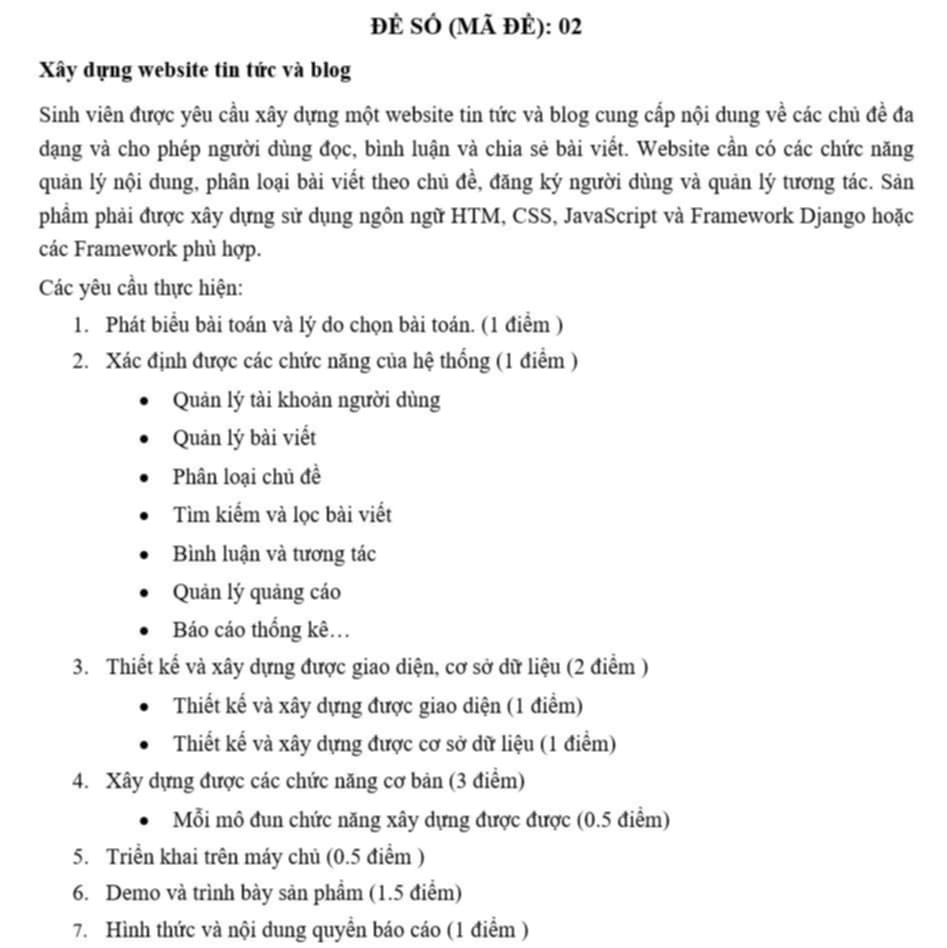 ĐỀ SỐ (MÃ ĐỀ): 02
Xây dựng website tin tức và blog
Sinh viên được yêu cầu xây dựng một website tin tức và blog cung cấp nội dung về các chủ đề đa
dạng và cho phép người dùng đọc, bình luận và chia sẻ bài viết. Website cần có các chức năng
quản lý nội dung, phân loại bài viết theo chủ đề, đăng ký người dùng và quản lý tương tác. Sản
phẩm phải được xây dựng sử dụng ngôn ngữ HTM, CSS, JavaScript và Framework Django hoặc
các Framework phù hợp.
Các yêu cầu thực hiện:
1. Phát biểu bài toán và lý do chọn bài toán. (1 điểm )
2. Xác định được các chức năng của hệ thống (1 điểm )
• Quản lý tài khoản người dùng
• Quản lý bài viết
• Phân loại chủ đề
• Tìm kiếm và lọc bài viết
• Bình luận và tương tác
• Quản lý quảng cáo
• Báo cáo thống kê…
3. Thiết kế và xây dựng được giao diện, cơ sở dữ liệu (2 điểm )
• Thiết kế và xây dựng được giao diện (1 điểm)
• Thiết kế và xây dựng được cơ sở dữ liệu (1 điểm)
4. Xây dựng được các chức năng cơ bản (3 điểm)
• Mỗi mô đun chức năng xây dựng được được (0.5 điểm)
5. Triển khai trên máy chủ (0.5 điểm )
6. Demo và trình bày sản phẩm (1.5 điểm)
7. Hình thức và nội dung quyển báo cáo (1 điểm )